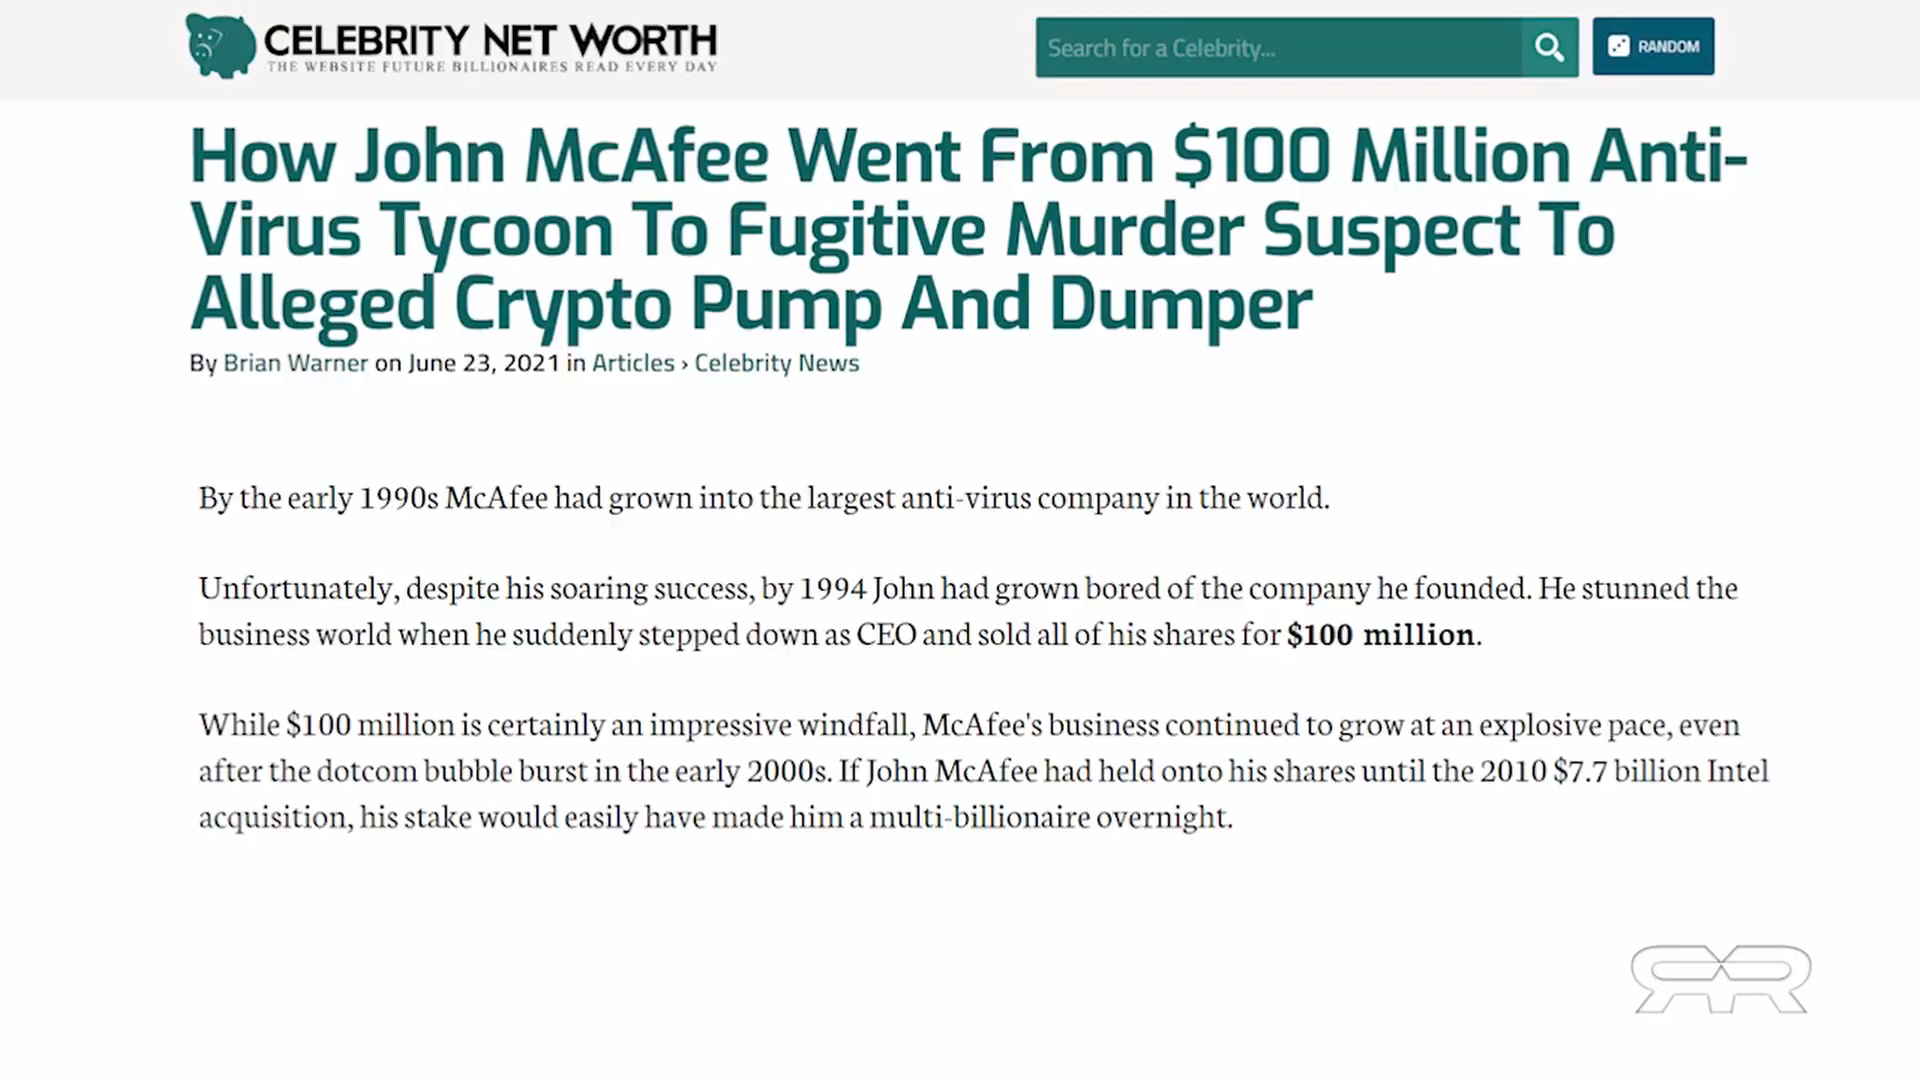 CELEBRITY NET WORTH
THE WEBSITE FUTURE BILLIONAIRES READ EVERY DAY
Search for a Celebrity...
RANDOM
How John McAfee Went From $100 Million Anti-
Virus Tycoon To Fugitive Murder Suspect To
Alleged Crypto Pump And Dumper
By Brian Warner on June 23, 2021 in Articles › Celebrity News
By the early 1990s McAfee had grown into the largest anti-virus company in the world.
Unfortunately, despite his soaring success, by 1994 John had grown bored of the company he founded. He stunned the
business world when he suddenly stepped down as CEO and sold all of his shares for $100 million.
While $100 million is certainly an impressive windfall, McAfee's business continued to grow at an explosive pace, even
after the dotcom bubble burst in the early 2000s. If John McAfee had held onto his shares until the 2010 $7.7 billion Intel
acquisition, his stake would easily have made him a multi-billionaire overnight.
RR